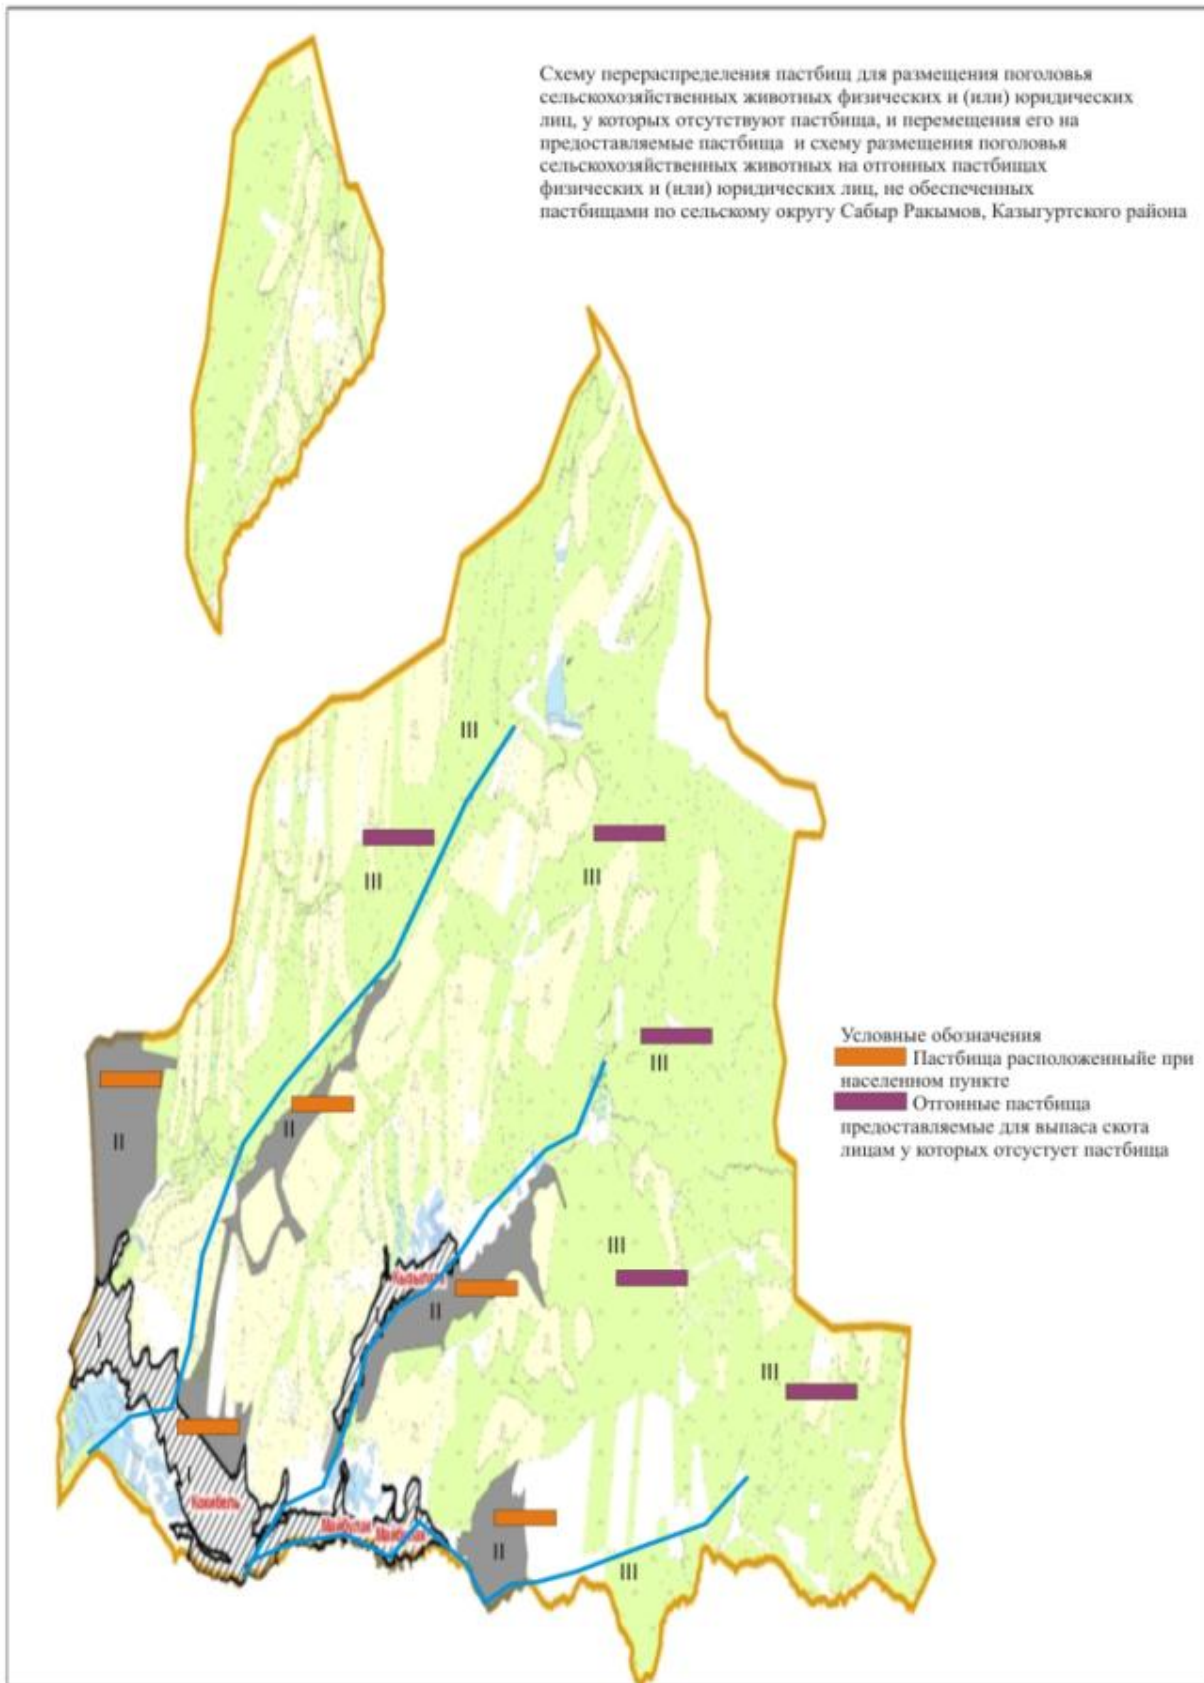 Схему перераспределения пастбищ для размещения поголовья
сельскохозяйственных животных физических и (или) юридических
лиц, у которых отсутствуют пастбища, и перемещения его на
предоставляемые пастбища и схему размещения поголовья
сельскохозяйственных животных на отгонных пастбищах
физических и (или) юридических лиц, не обеспеченных
пастбищами по сельскому округу Сабыр Ракымов, Казыгуртского района
III
III
III
III
II
II
III
II
I
III
I
Какибель
Майбулак
II
III
Условные обозначения
Пастбища расположенныйе при
населенном пункте
Отгонные пастбища
предоставляемые для выпаса скота
лицам у которых отсустует пастбища